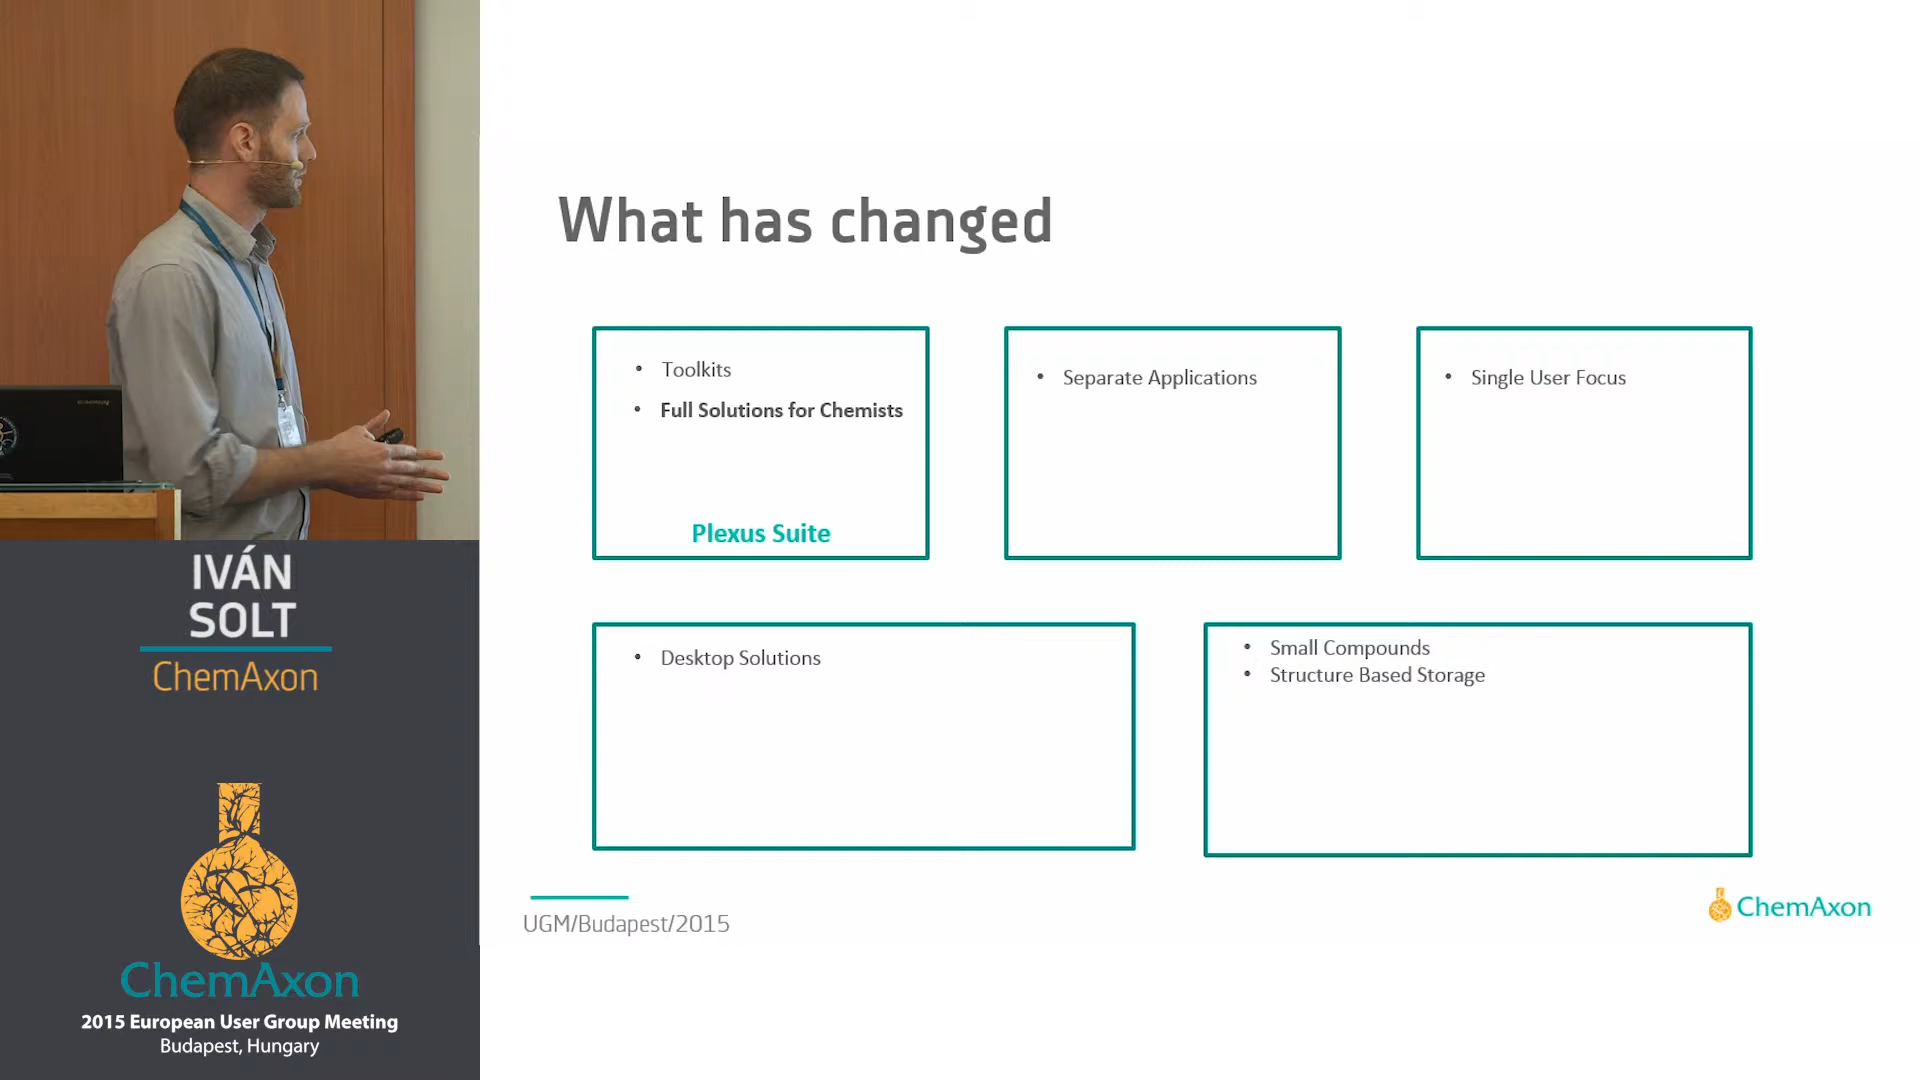 What has changed
• Toolkits
• Full Solutions for Chemists
Plexus Suite
• Separate Applications
• Single User Focus
• Desktop Solutions
• Small Compounds
• Structure Based Storage
UGM/Budapest/2015
ChemAxon
IVÁN
SOLT
ChemAxon
ChemAxon
2015 European User Group Meeting
Budapest, Hungary